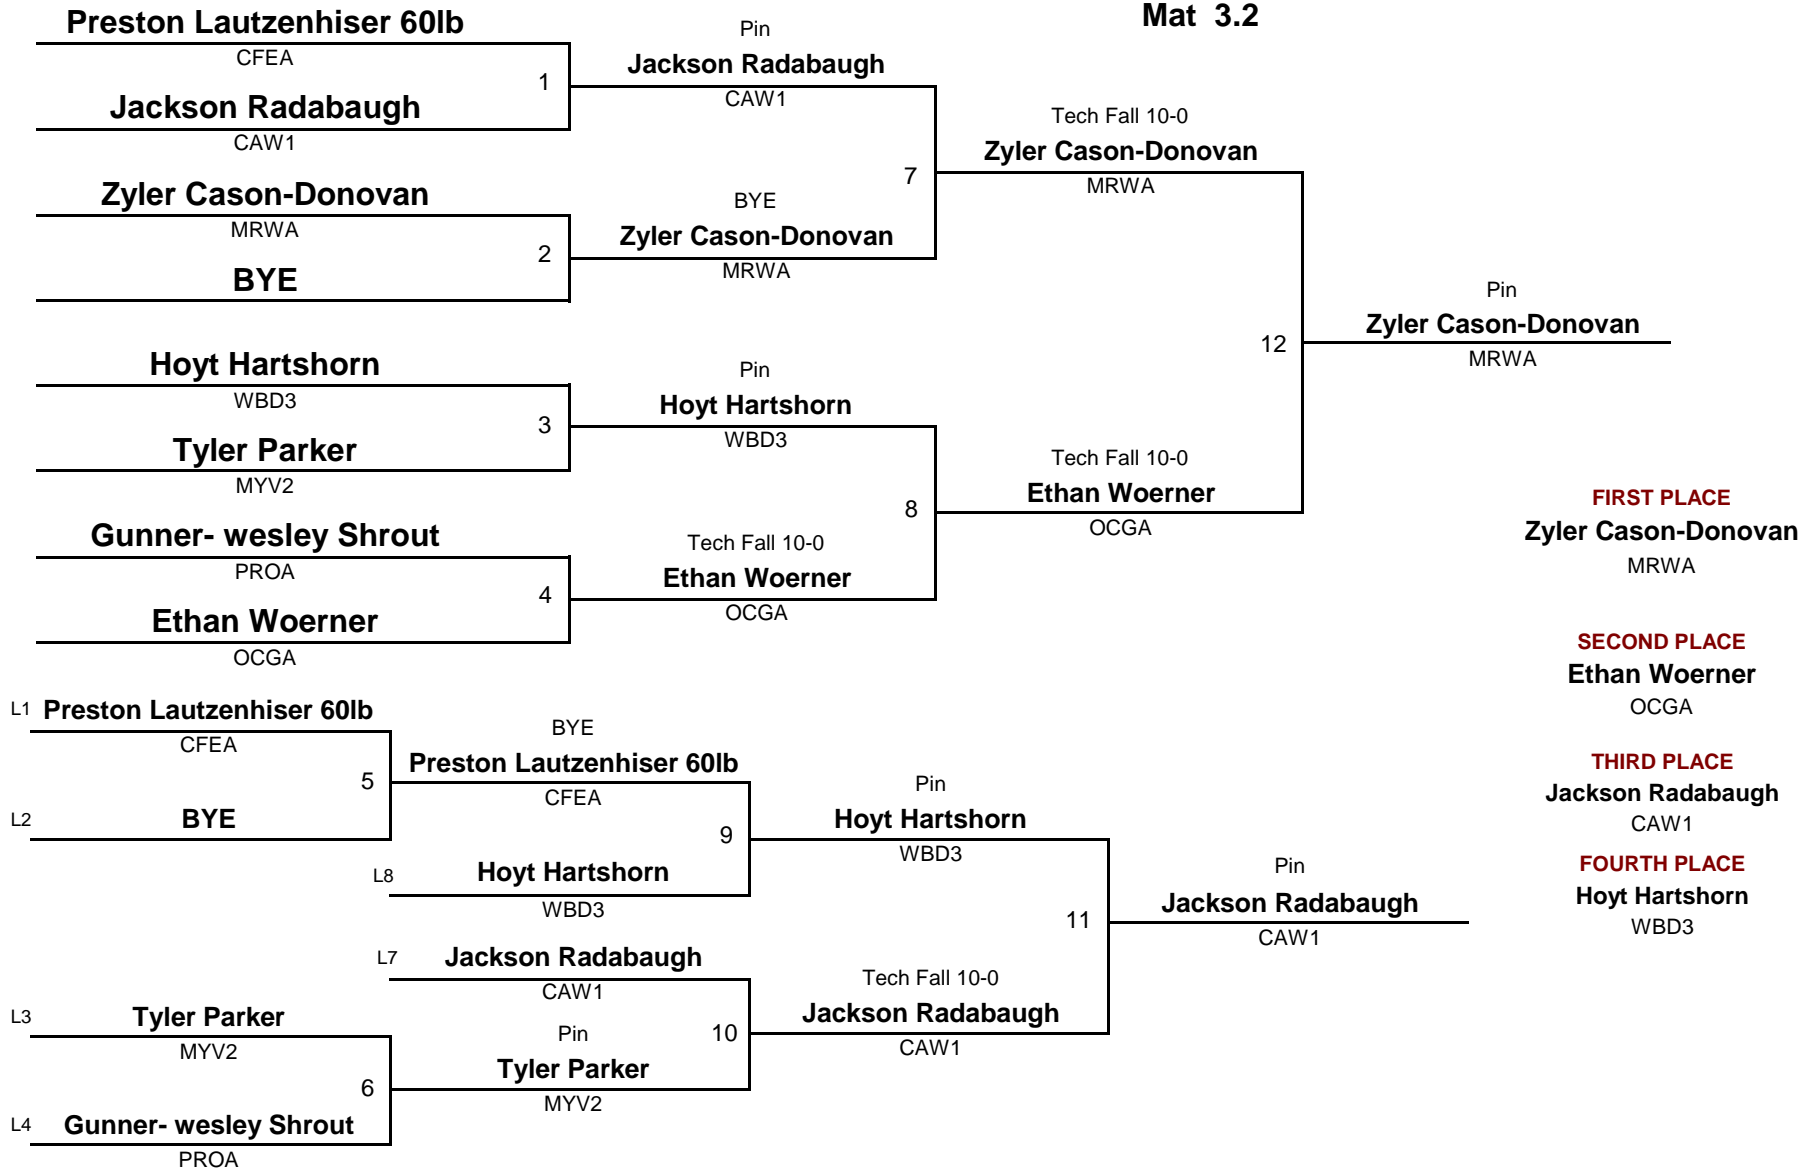 Mat 3.2
Preston Lautzenhiser 60lb
CFEA
1
Jackson Radabaugh
CAW1
Zyler Cason-Donovan
MRWA
2
BYE
Hoyt Hartshorn
WBD3
3
Tyler Parker
MYV2
Gunner- wesley Shrout
PROA
4
Ethan Woerner
OCGA
Pin
Jackson Radabaugh
CAW1
7
BYE
Zyler Cason-Donovan
MRWA
Pin
Hoyt Hartshorn
WBD3
8
Tech Fall 10-0
Ethan Woerner
OCGA
Tech Fall 10-0
Zyler Cason-Donovan
MRWA
12
Tech Fall 10-0
Ethan Woerner
OCGA
Pin
Zyler Cason-Donovan
MRWA
L1 Preston Lautzenhiser 60lb
CFEA
5
L2 BYE
BYE
Preston Lautzenhiser 60lb
CFEA
9
L8 Hoyt Hartshorn
WBD3
L7 Jackson Radabaugh
CAW1
10
Pin
Tyler Parker
MYV2
L3 Tyler Parker
MYV2
6
L4 Gunner- wesley Shrout
PROA
Pin
Hoyt Hartshorn
WBD3
11
Tech Fall 10-0
Jackson Radabaugh
CAW1
Pin
Jackson Radabaugh
CAW1
FIRST PLACE
Zyler Cason-Donovan
MRWA
SECOND PLACE
Ethan Woerner
OCGA
THIRD PLACE
Jackson Radabaugh
CAW1
FOURTH PLACE
Hoyt Hartshorn
WBD3